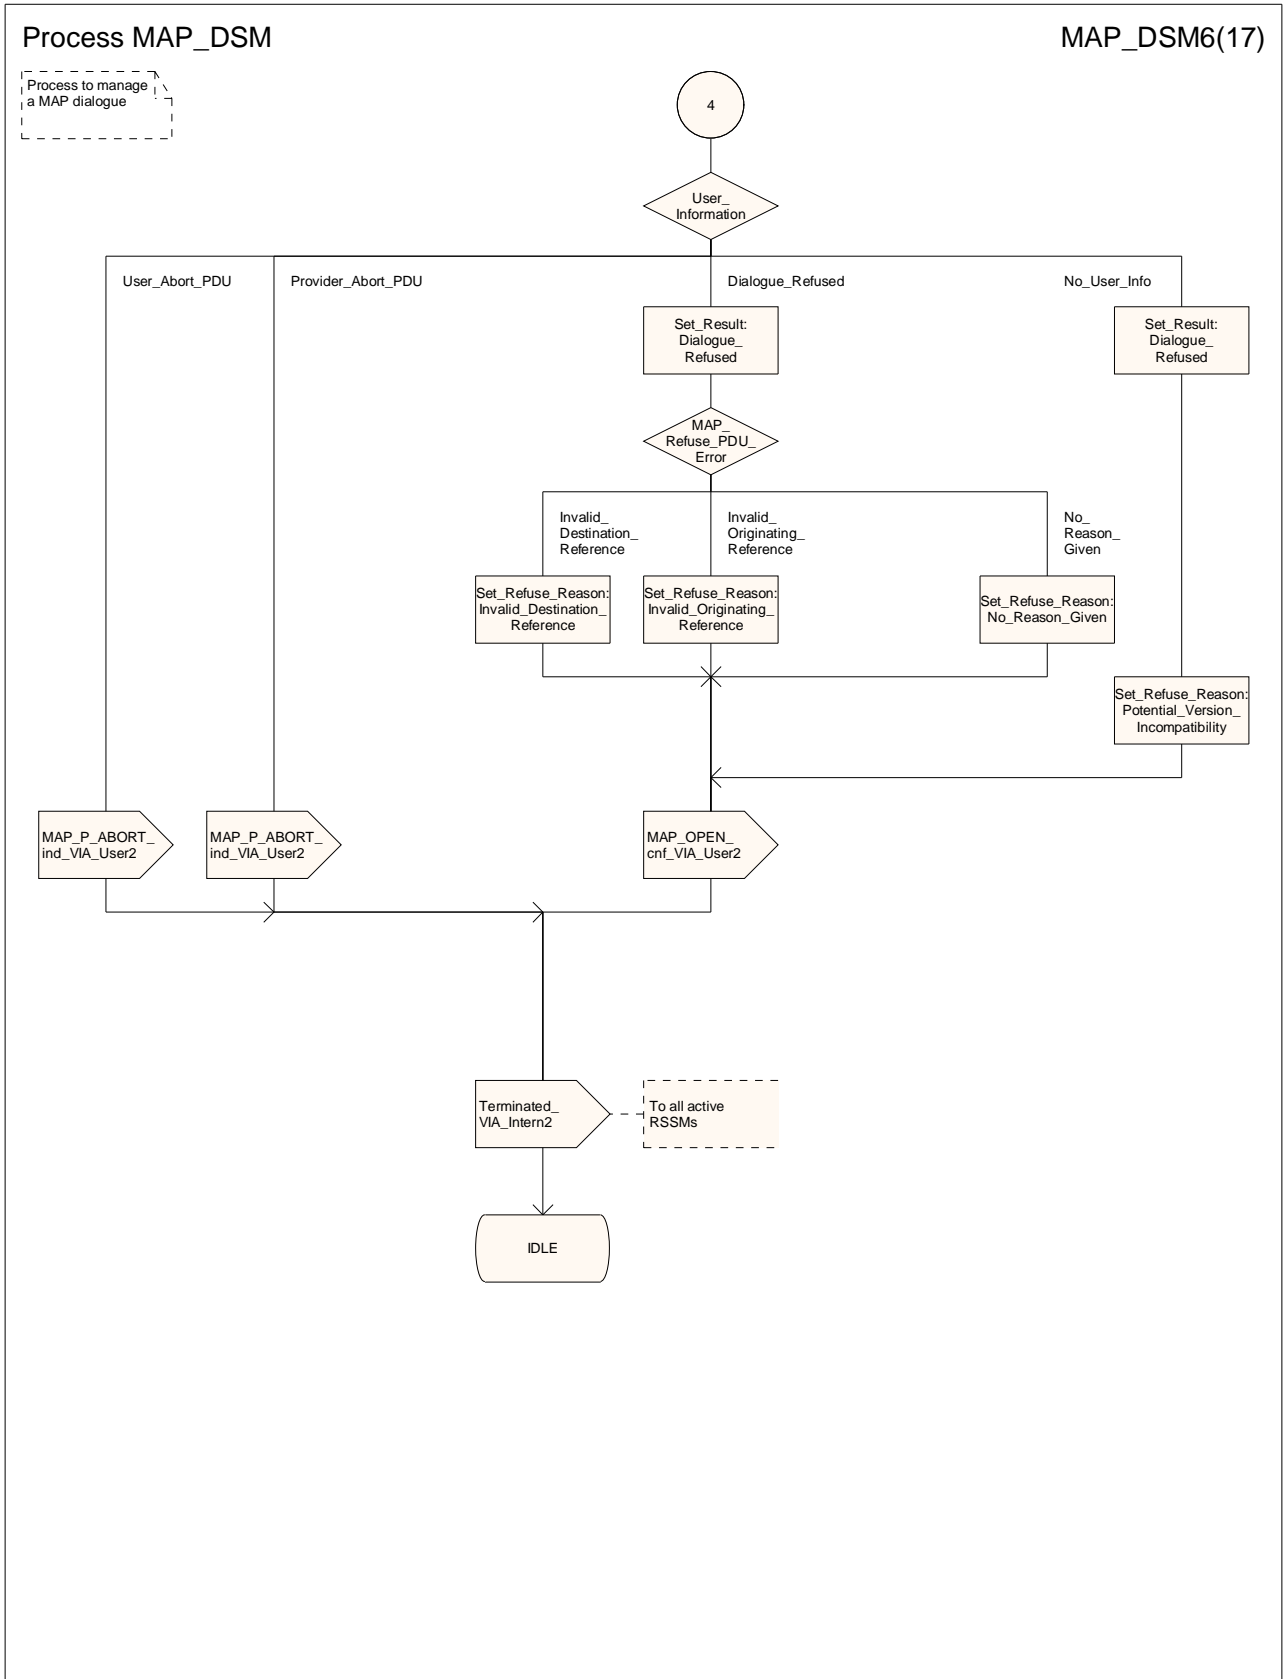 Process MAP_DSM
MAP_DSM6(17)
Process to manage
a MAP dialogue
4
User_
Information
User_Abort_PDU
Provider_Abort_PDU
Dialogue_Refused
No_User_Info
Set_Result:
Dialogue_
Refused
Set_Result:
Dialogue_
Refused
MAP_
Refuse_PDU_
Error
Invalid_
Destination_
Reference
Invalid_
Originating_
Reference
No_
Reason_
Given
Set_Refuse_Reason:
Invalid_Destination_
Reference
Set_Refuse_Reason:
Invalid_Originating_
Reference
Set_Refuse_Reason:
No_Reason_Given
Set_Refuse_Reason:
Potential_Version_
Incompatibility
MAP_P_ABORT_
ind_VIA_User2
MAP_P_ABORT_
ind_VIA_User2
MAP_OPEN_
cnf_VIA_User2
Terminated_
VIA_Intern2
To all active
RSSMs
IDLE